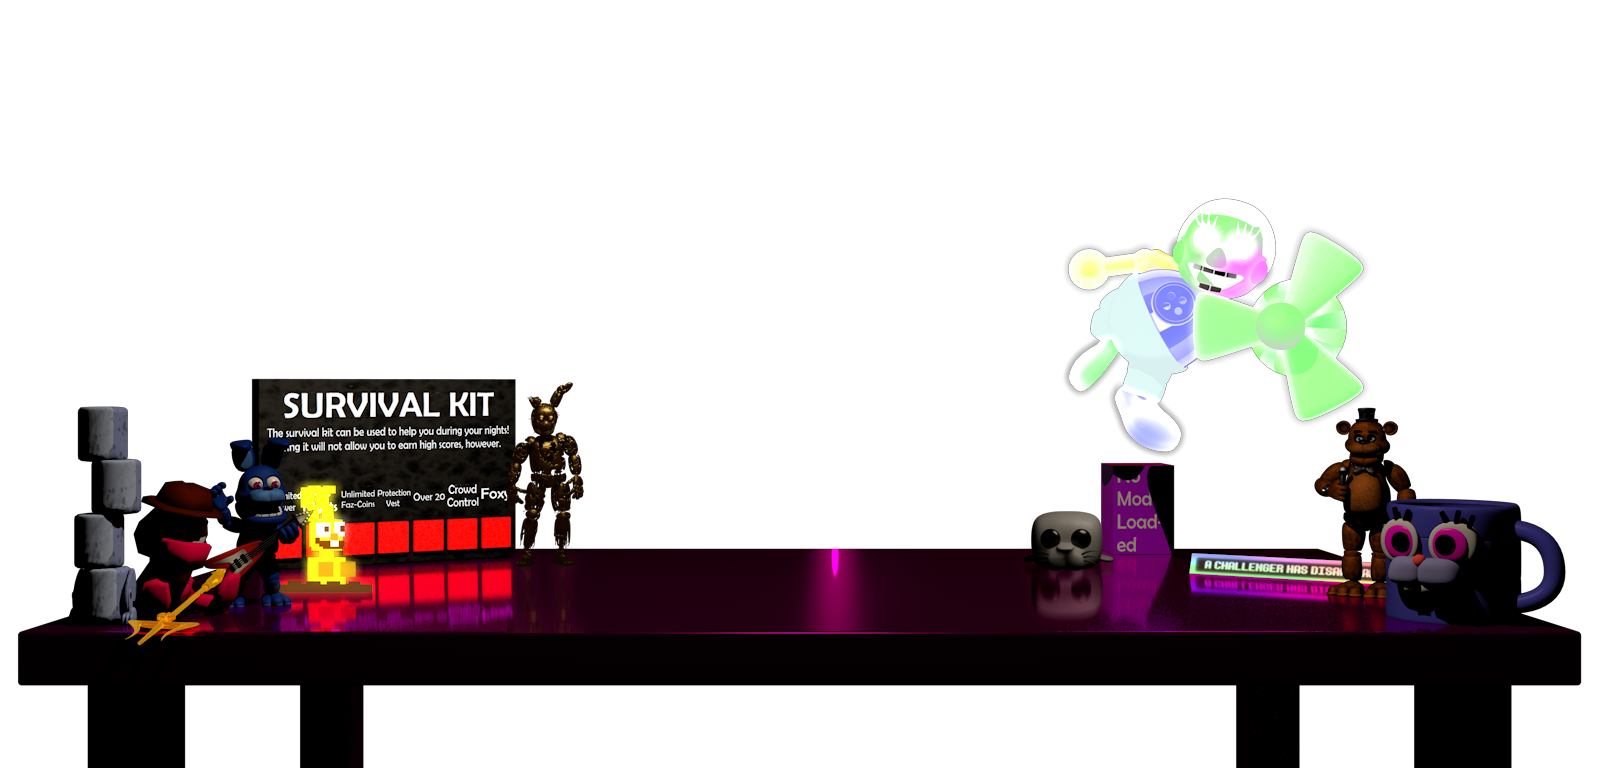 SURVIVAL KIT
The survival kit can be used to help you during your nights!
it will not allow you to earn high scores, however.
Unlimited Faz-Coins
Protection Vest
Over 20
Crowd Control
Mod
Load-
ed
A CHALLENGER HAS